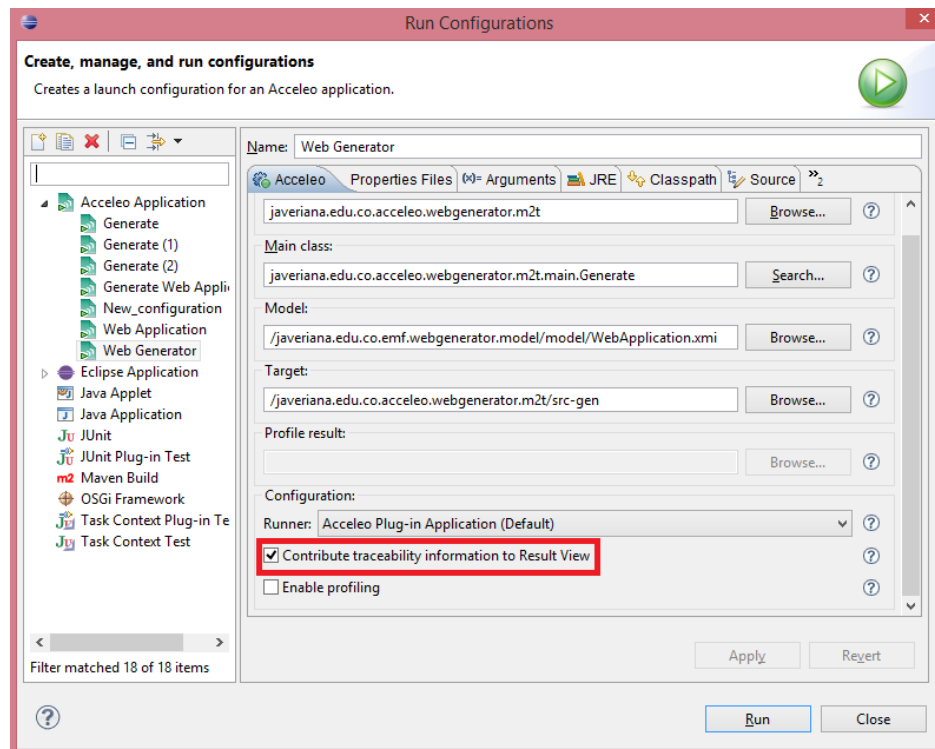 Run Configurations
Create, manage, and run configurations
Creates a launch configuration for an Acceleo application.
Acceleo Application
Generate
Generate (1)
Generate (2)
Generate Web Appli
New_configuration
Web Application
Web Generator
Eclipse Application
Java Applet
Java Application
JUnit
JUnit Plug-in Test
Maven Build
OSGi Framework
Task Context Plug-in Te
Task Context Test
Filter matched 18 of 18 items
Name: Web Generator
Acceleo Properties Files (x)= Arguments JRE Classpath Source »2
javeriana.edu.co.acceleo.webgenerator.m2t Browse...
Main class:
javeriana.edu.co.acceleo.webgenerator.m2t.main.Generate Search...
Model:
/javeriana.edu.co.emf.webgenerator.model/model/WebApplication.xmi Browse...
Target:
/javeriana.edu.co.acceleo.webgenerator.m2t/src-gen Browse...
Profile result:
Browse...
Configuration:
Runner: Acceleo Plug-in Application (Default)
Contribute traceability information to Result View
Enable profiling
Apply Revert
Run Close